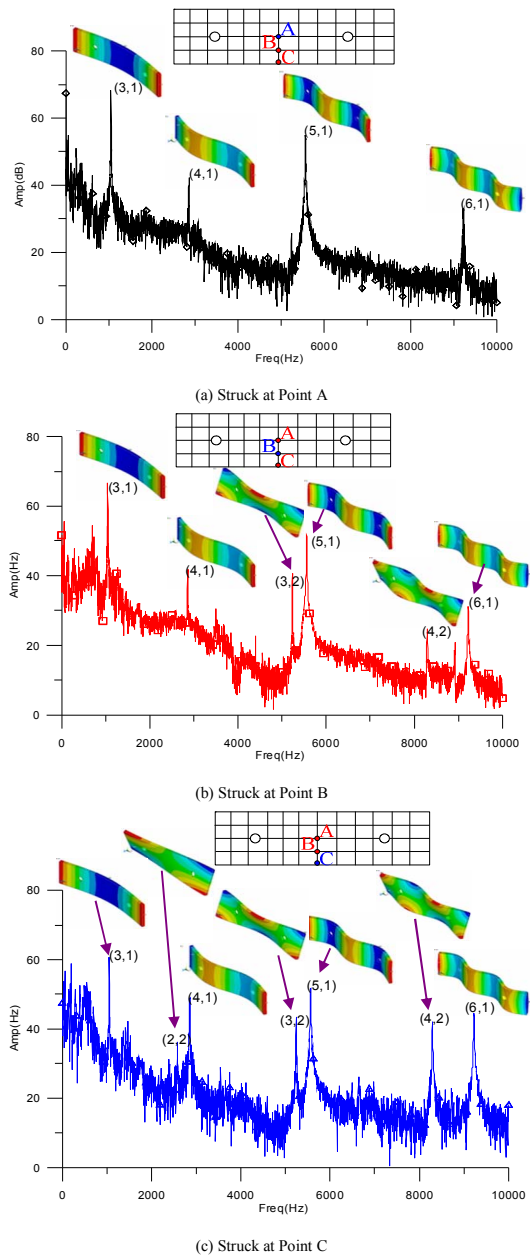 A
B
C
80
60
40
20
0
Amp(dB)
(3,1)
(4,1)
(5,1)
(6,1)
0 2000 4000 6000 8000 10000
Freq(Hz)
(a) Struck at Point A
A
B
C
80
60
40
20
0
Amp(Hz)
(3,1)
(4,1)
(3,2)
(5,1)
(4,2)
(6,1)
0 2000 4000 6000 8000 10000
Freq(Hz)
(b) Struck at Point B
A
B
C
80
60
40
20
0
Amp(Hz)
(3,1)
(2,2)
(4,1)
(3,2)
(5,1)
(4,2)
(6,1)
0 2000 4000 6000 8000 10000
Freq(Hz)
(c) Struck at Point C